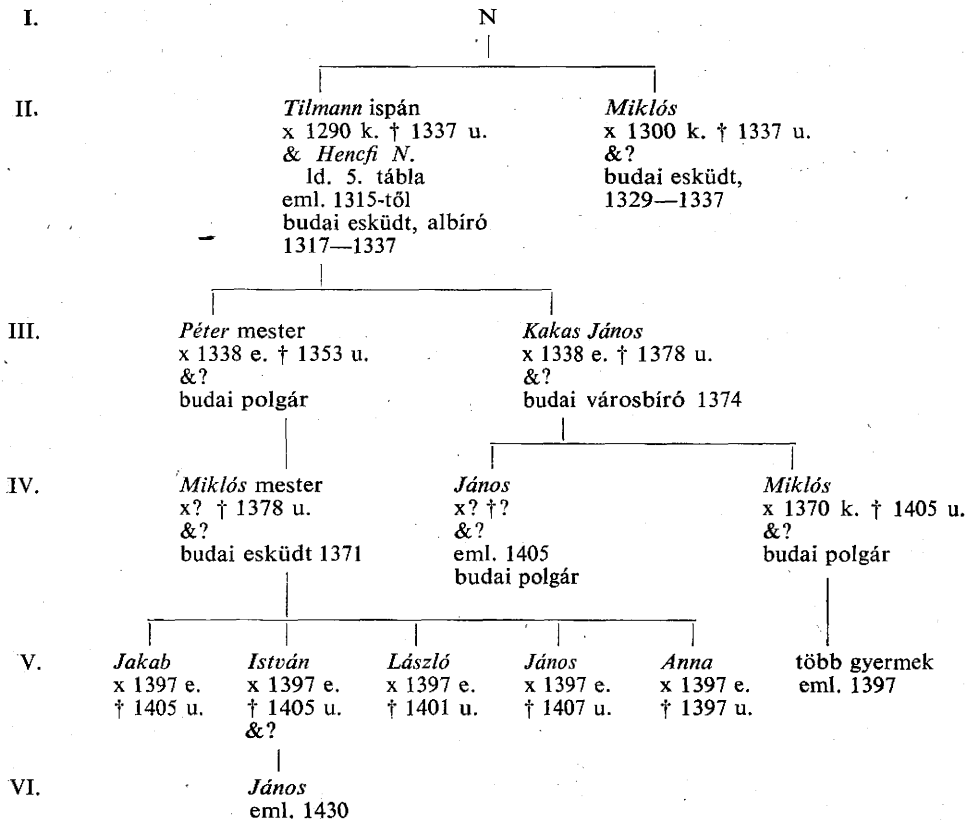 I. N
II. Tilmann ispán
x 1290 k. † 1337 u.
& Hencfi N.
ld. 5. tábla
eml. 1315-től
budai esküdt, albíró
1317—1337
Miklós
x 1300 k. † 1337 u.
&?
budai esküdt,
1329—1337
III. Péter mester
x 1338 e. † 1353 u.
&?
budai polgár
Kakas János
x 1338 e. † 1378 u.
&?
budai városbíró 1374
IV. Miklós mester
x? † 1378 u.
&?
budai esküdt 1371
János
x? †?
&?
eml. 1405
budai polgár
Miklós
x 1370 k. † 1405 u.
&?
budai polgár
V. Jakab
x 1397 e.
† 1405 u.
István
x 1397 e.
† 1405 u.
&?
László
x 1397 e.
† 1401 u.
János
x 1397 e.
† 1407 u.
Anna
x 1397 e.
† 1397 u.
több gyermek
eml. 1397
VI. János
eml. 1430